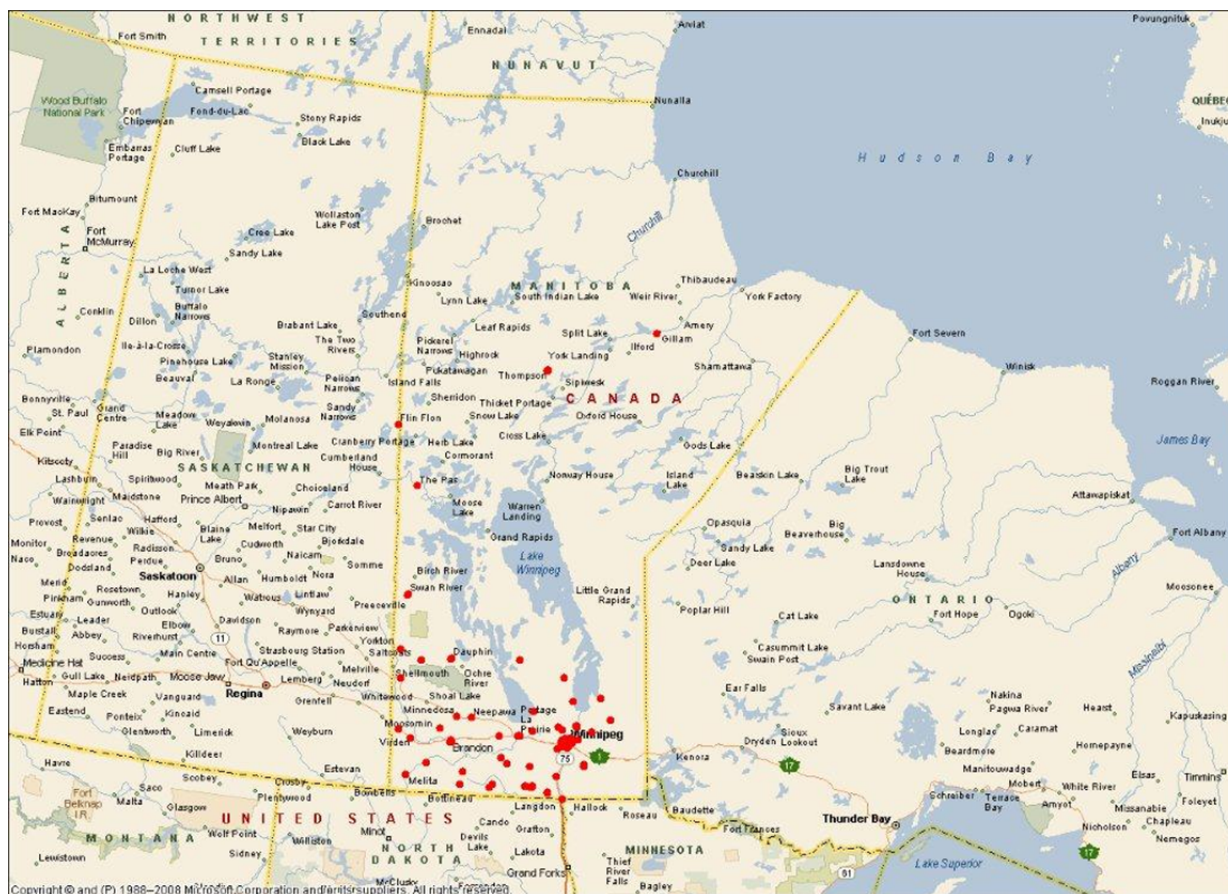 NORTHWEST
TERRITORIES
Fort Smith
Ennadai
Arviat
Povungnituk
NUNAVUT
Nunalla
QUÉBEC
Inukju
Wood Buffalo
National Park
Camsell Portage
Fond-du-Lac
Fort
Chipewyan
Stony Rapids
Black Lake
Embarras
Portage
Cluff Lake
Hudson Bay
Churchill
Bitumount
Fort MacKay
Fort
McMurray
Wollaston
Lake Post
Brochet
Churchill
Cree Lake
Sandy Lake
ALBERTA
La Loche West
Turnor Lake
Kinoosao
MANITOBA
Lynn Lake
South Indian Lake
Thibaudeau
Weir River
York Factory
Conklin
Buffalo
Narrows
Dillon
Southend
Brabant Lake
Leaf Rapids
Split Lake
Amery
Gillam
Fort Severn
The Two
Rivers
Pickerel
Narrows
Highrock
York Landing
Ilford
Plamondon
Ile-à-la-Crosse
Pinehouse Lake
Stanley
Mission
Beauval
La Ronge
Pukatawagan
Thompson
Sipiwesk
Shamattawa
Winisk
Island Falls
Pelican
Narrows
Sherridon
Thicket Portage
CANADA
Roggan River
Bonnyville
St. Paul
Grand
Centre
Meadow
Lake
Weyakwin
Molanosa
Sandy
Narrows
Flin Flon
Snow Lake
Oxford House
Elk Point
Paradise
Hill
Big River
Montreal Lake
Cranberry Portage
Herb Lake
Cross Lake
Gods Lake
James Bay
Kitscoty
SASKATCHEWAN
Cumberland
House
Cormorant
Lashburn
Spiritwood
Meath Park
Choiceland
The Pas
Norway House
Island
Lake
Bearskin Lake
Big Trout
Lake
Wainwright
Maidstone
Prince Albert
Nipawin
Carrot River
Moose
Lake
Warren
Landing
Attawapiskat
Provost
Senlac
Hafford
Blaine
Lake
Melfort
Star City
Grand Rapids
Opasquia
Big
Beaverhouse
Revenue
Wilkie
Radisson
Cudworth
Bjorkdale
Sandy Lake
Fort Albany
Monitor
Naco
Broadacres
Dodsland
Perdue
Bruno
Naicam
Somme
Lake
Winnipeg
Deer Lake
Lansdowne
House
Albany
Saskatoon
Allan
Humboldt
Nora
Birch River
Swan River
Moosonee
Merid
Rosetown
Hanley
Watrous
Lintlaw
Preeceville
Little Grand
Rapids
ONTARIO
Pinkham
Gunworth
Outlook
Wynyard
Poplar Hill
Cat Lake
Fort Hope
Ogoki
Estuary
Leader
Elbow
Davidson
Raymore
Parkerview
Burstall
Abbey
Riverhurst
11
Yorkton
Horsham
Success
Main Centre
Strasbourg Station
Saltcoats
Dauphin
Casummit Lake
Swain Post
Missinaibi
Medicine Hat
Hatton
Gull Lake
Neidpath
Moose Jaw
Fort Qu'Appelle
Melville
Shellmouth
Ochre
River
Regina
Lemberg
Neudorf
Shoal Lake
Ear Falls
Maple Creek
Vanguard
Grenfell
Whitewood
Minnedosa
Neepawa
Portage
La
Prairie
Savant Lake
Nakina
Pagwa River
Hearst
Eastend
Ponteix
Kincaid
Moosomin
Winnipeg
Sioux
Lookout
Longlac
Caramat
Kapuskasing
Glentworth
Limerick
Weyburn
Virden
Brandon
75
1
Kenora
Dryden
17
Beardmore
Homepayne
Killdeer
Manitouwadge
Havre
Scobey
Crosby
Estevan
Melita
Mobert
White River
Elsas
Timmins
Saco
Malta
Plentywood
Bottineau
Langdon
Hallock
Baudette
Schreiber
Terrace
Bay
Amyot
Missanabie
Foleyet
Fort
Belknap
I.R.
Glasgow
UNITED STATES
Roseau
Fort Frances
Thunder Bay
Chapleau
Nicholson
Nemegos
MONTANA
Wolf Point
Williston
Minot
Cando
Grafton
61
17
Lewistown
Sidney
NORTH
DAKOTA
Devils
Lake
Lakota
Thief
River
Falls
MINNESOTA
Lake Superior
McClusky
Grand Forks
Bagley
Copyright © and (P) 1988–2008 Microsoft Corporation and/or its suppliers. All rights reserved.